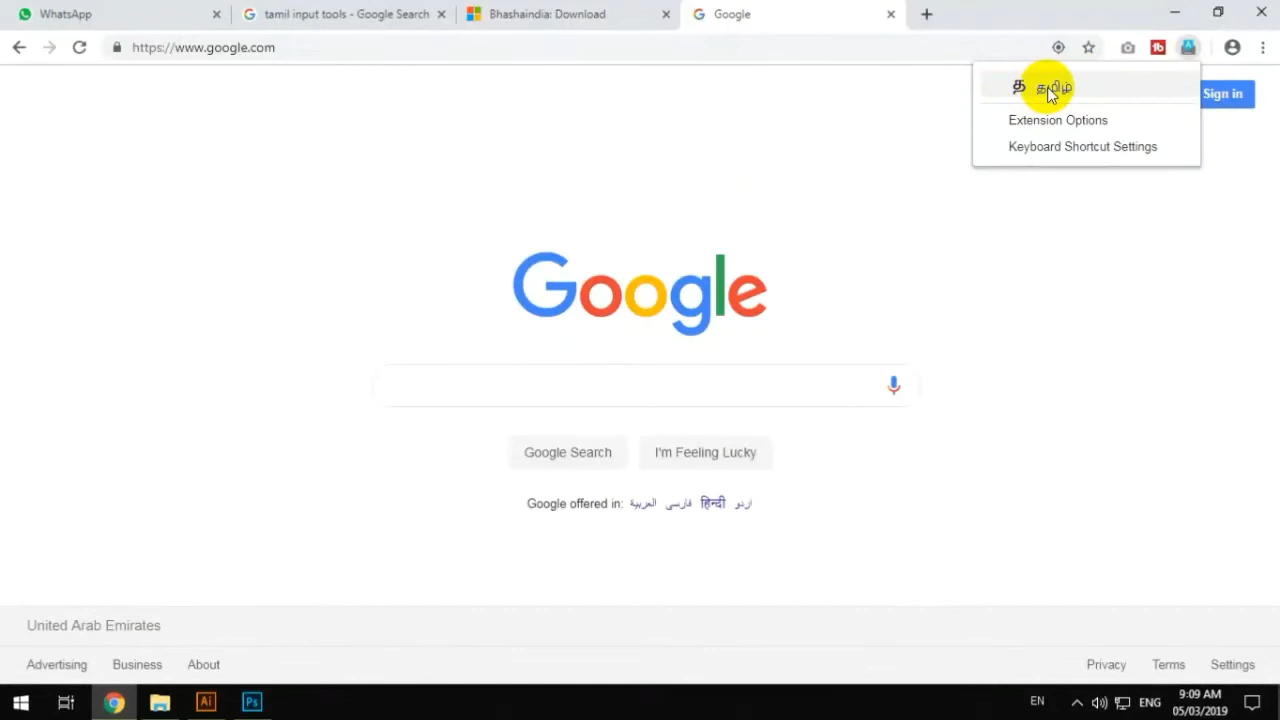 WhatsApp
tamil input tools - Google Search
Bhashaindia: Download
Google
https://www.google.com
த தமிழ்
Sign in
Extension Options
Keyboard Shortcut Settings
Google
Google Search
I'm Feeling Lucky
Google offered in: العربية فارسی हिन्दी اردو
United Arab Emirates
Advertising Business About
Privacy Terms Settings
Ai
Ps
EN
ENG
9:09 AM
05/03/2019